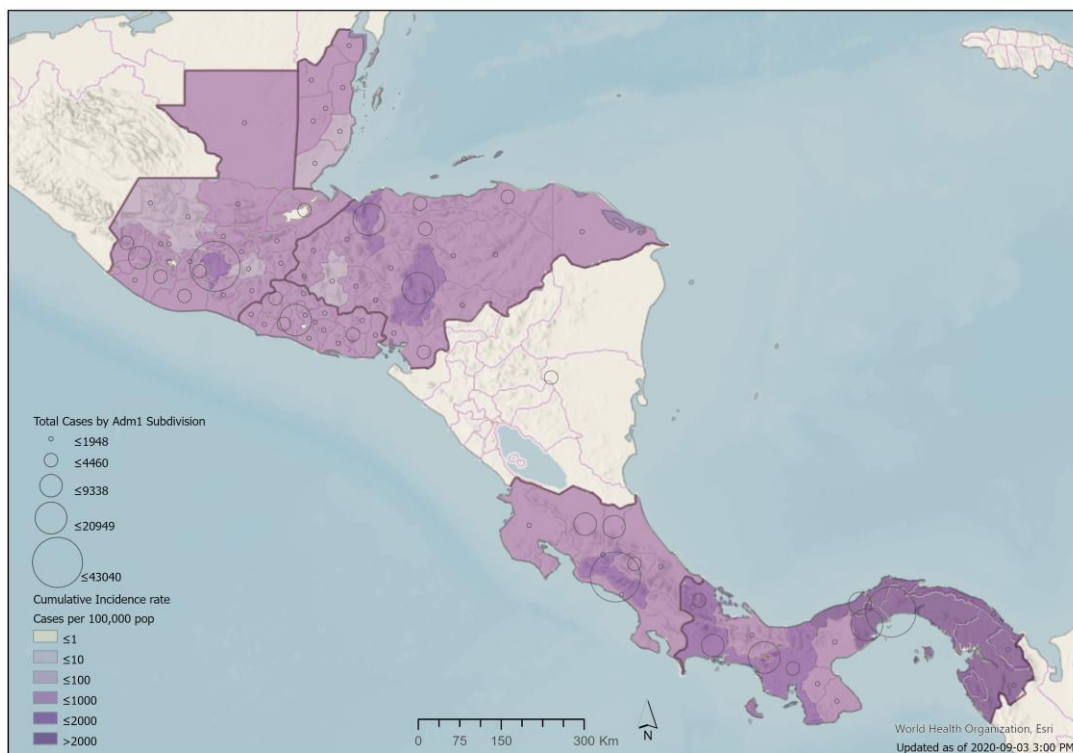 Total Cases by Adm1 Subdivision
≤1948
≤4460
≤9338
≤20949
≤43040
Cumulative Incidence rate
Cases per 100,000 pop
≤1
≤10
≤100
≤1000
≤2000
>2000
0 75 150 300 Km
N
World Health Organization, Esri
Updated as of 2020-09-03 3:00 PM